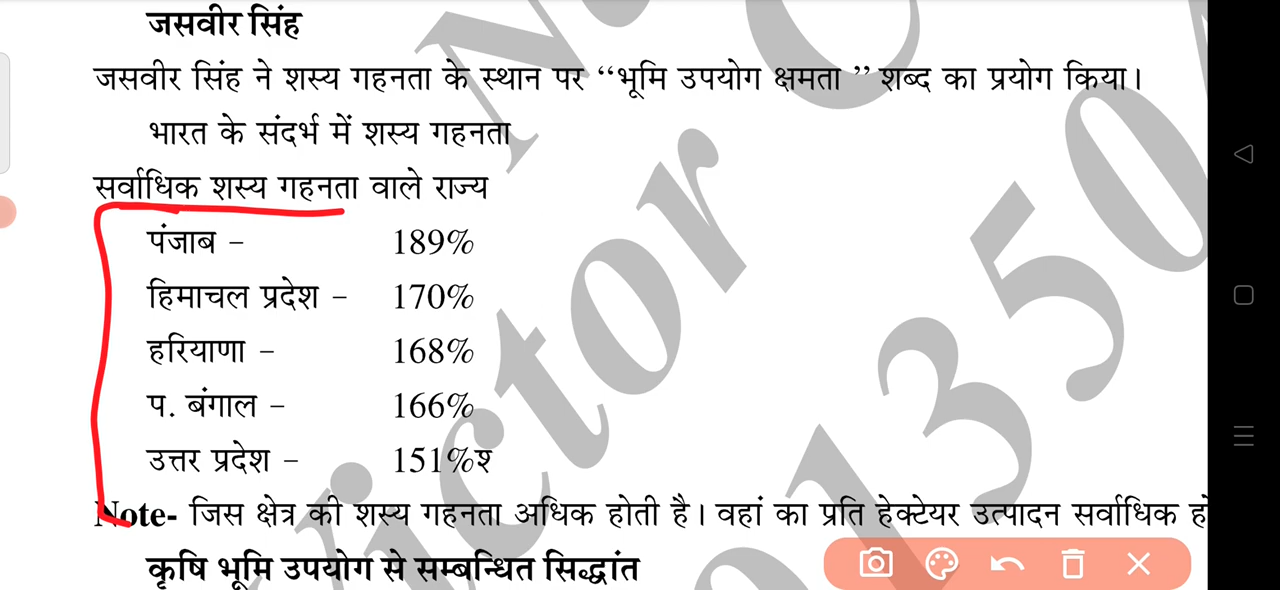 जसवीर सिंह
जसवीर सिंह ने शस्य गहनता के स्थान पर “भूमि उपयोग क्षमता ” शब्द का प्रयोग किया।
भारत के संदर्भ में शस्य गहनता
सर्वाधिक शस्य गहनता वाले राज्य
पंजाब – 189%
हिमाचल प्रदेश – 170%
हरियाणा – 168%
प. बंगाल – 166%
उत्तर प्रदेश – 151%श
Note- जिस क्षेत्र की शस्य गहनता अधिक होती है। वहां का प्रति हेक्टेयर उत्पादन सर्वाधिक
कृषि भूमि उपयोग से सम्बन्धित सिद्धांत
Victor
01350